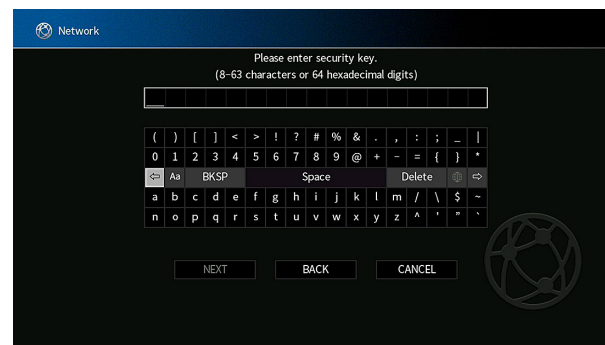 Network
Please enter security key.
(8-63 characters or 64 hexadecimal digits)
( ) [ ] < > ! ? # % & . , : ; _ |
0 1 2 3 4 5 6 7 8 9 @ + - = { } *
⇦ Aa BKSP Space Delete ⇨
a b c d e f g h i j k l m / \ $ ~
n o p q r s t u v w x y z ^ ' " `
NEXT BACK CANCEL